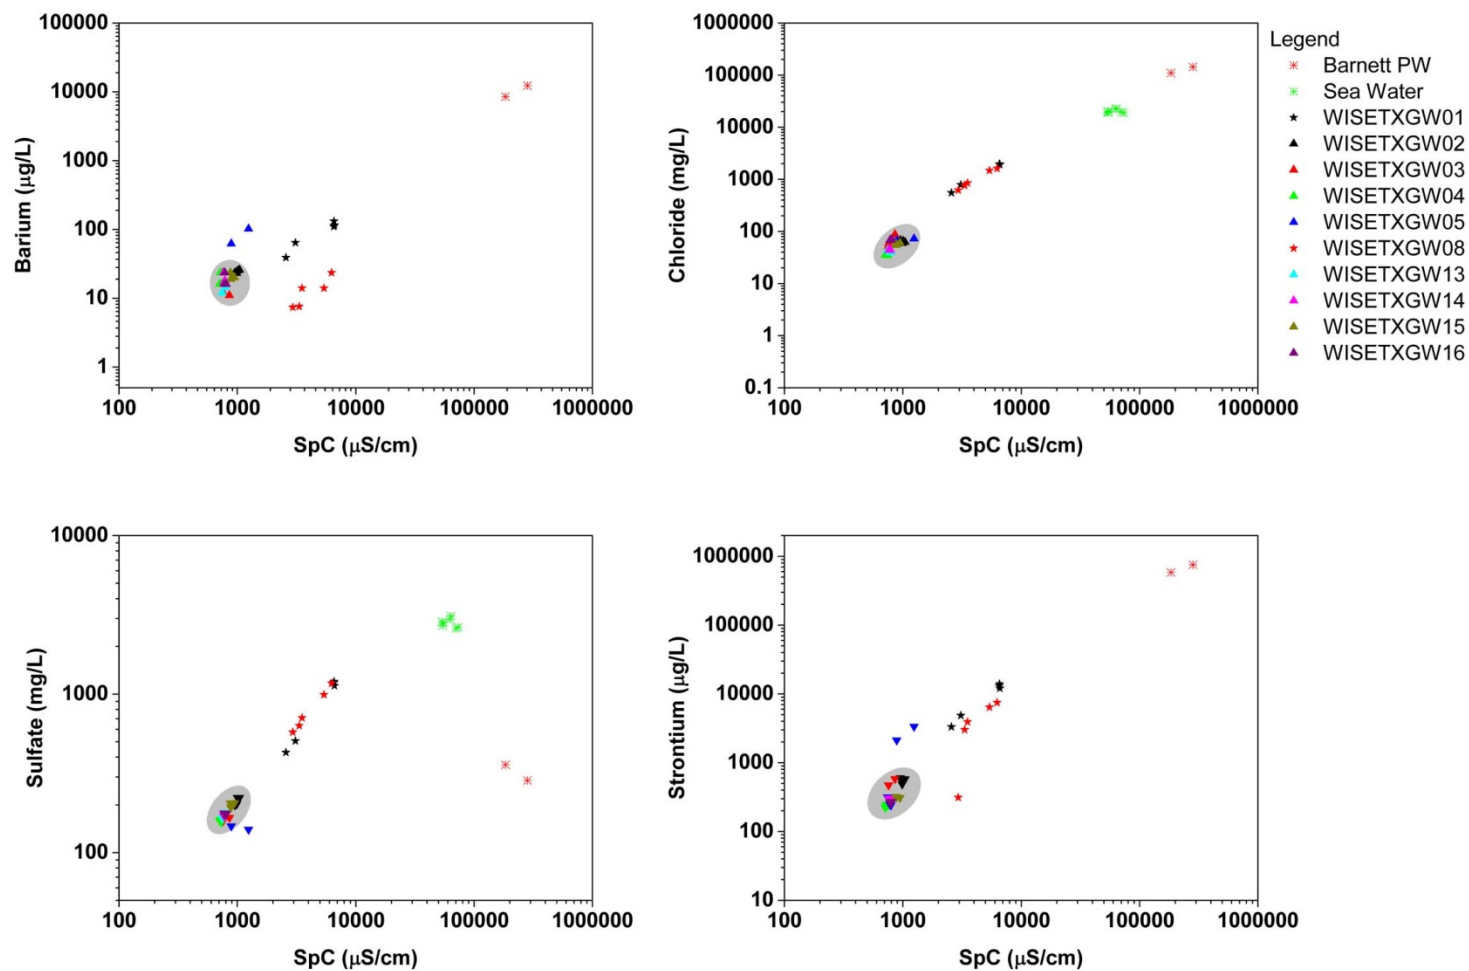 100000
10000
1000
100
10
1
Barium (μg/L)
100 1000 10000 100000 1000000
SpC (μS/cm)
1000000
100000
10000
1000
100
10
1
0.1
Chloride (mg/L)
100 1000 10000 100000 1000000
SpC (μS/cm)
Legend
Barnett PW
Sea Water
WISETXGW01
WISETXGW02
WISETXGW03
WISETXGW04
WISETXGW05
WISETXGW08
WISETXGW13
WISETXGW14
WISETXGW15
WISETXGW16
10000
1000
100
Sulfate (mg/L)
100 1000 10000 100000 1000000
SpC (μS/cm)
1000000
100000
10000
1000
100
10
Strontium (μg/L)
100 1000 10000 100000 1000000
SpC (μS/cm)